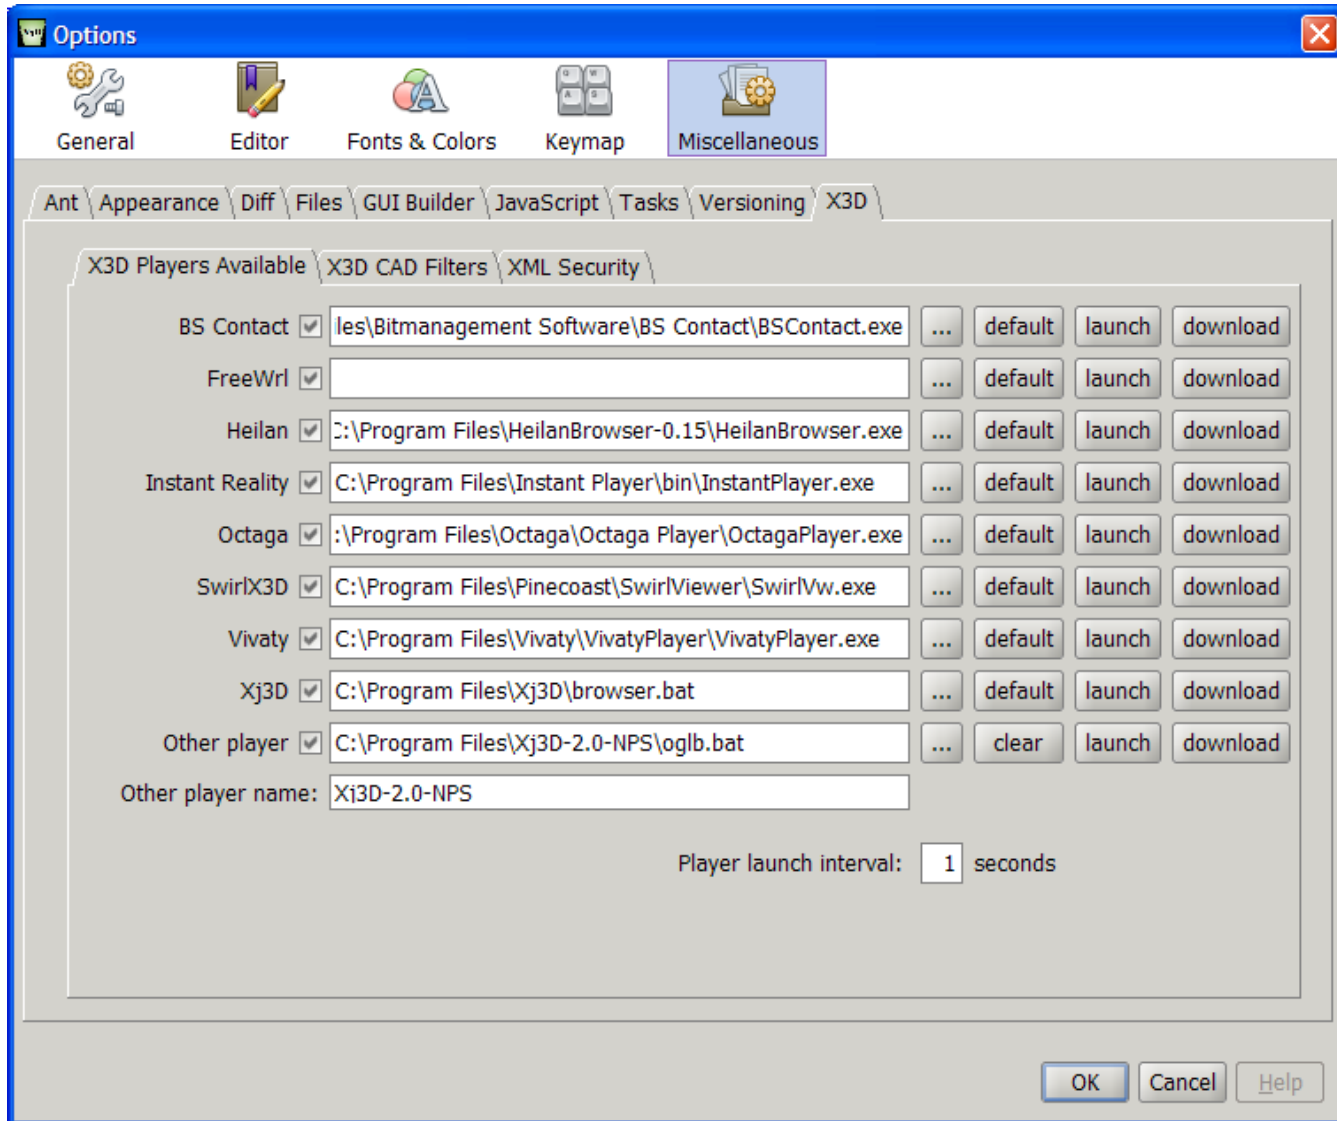 Options
General Editor Fonts & Colors Keymap Miscellaneous
Ant Appearance Diff Files GUI Builder JavaScript Tasks Versioning X3D
X3D Players Available X3D CAD Filters XML Security
BS Contact iles\Bitmanagement Software\BS Contact\BSContact.exe ... default launch download
FreeWrl ... default launch download
Heilan C:\Program Files\HeilanBrowser-0.15\HeilanBrowser.exe ... default launch download
Instant Reality C:\Program Files\Instant Player\bin\InstantPlayer.exe ... default launch download
Octaga :\Program Files\Octaga\Octaga Player\OctagaPlayer.exe ... default launch download
SwirlX3D C:\Program Files\Pinecoast\SwirlViewer\SwirlVw.exe ... default launch download
Vivaty C:\Program Files\Vivaty\VivatyPlayer\VivatyPlayer.exe ... default launch download
Xj3D C:\Program Files\Xj3D\browser.bat ... default launch download
Other player C:\Program Files\Xj3D-2.0-NPS\oglb.bat ... clear launch download
Other player name: Xj3D-2.0-NPS
Player launch interval: 1 seconds
OK Cancel Help